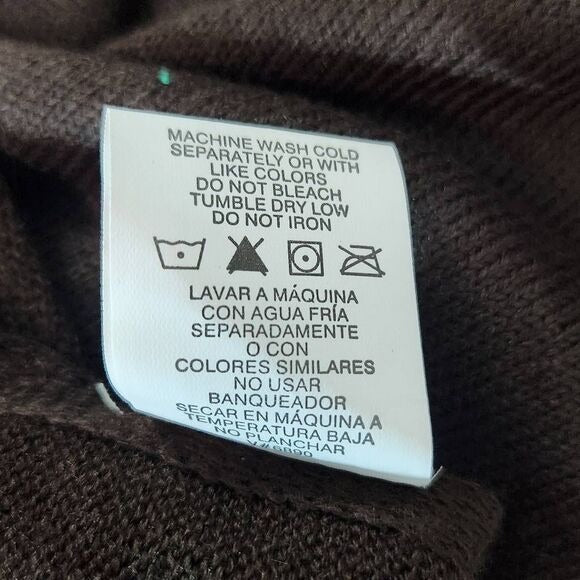 MACHINE WASH COLD
SEPARATELY OR WITH
LIKE COLORS
DO NOT BLEACH
TUMBLE DRY LOW
DO NOT IRON
LAVAR A MÁQUINA
CON AGUA FRÍA
SEPARADAMENTE
O CON
COLORES SIMILARES
NO USAR
BANQUEADOR
SECAR EN MÁQUINA A
TEMPERATURA BAJA
NO PLANCHAR